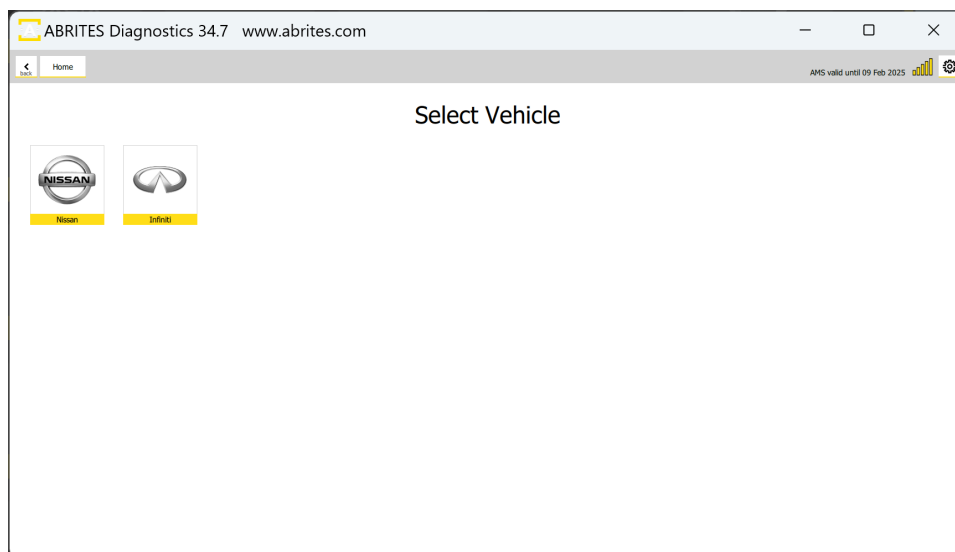 ABRITES Diagnostics 34.7 www.abrites.com
back
Home
AMS valid until 09 Feb 2025
Select Vehicle
NISSAN
Nissan
Infiniti